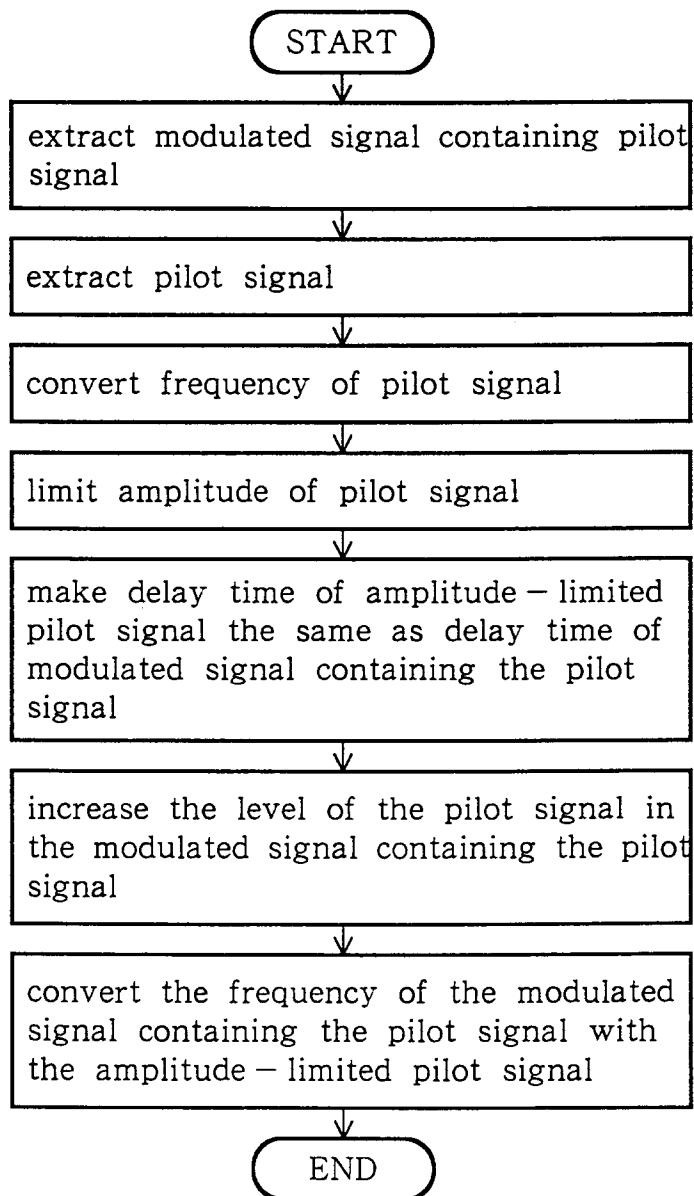 START
extract modulated signal containing pilot
signal
extract pilot signal
convert frequency of pilot signal
limit amplitude of pilot signal
make delay time of amplitude – limited
pilot signal the same as delay time of
modulated signal containing the pilot
signal
increase the level of the pilot signal in
the modulated signal containing the pilot
signal
convert the frequency of the modulated
signal containing the pilot signal with
the amplitude – limited pilot signal
END